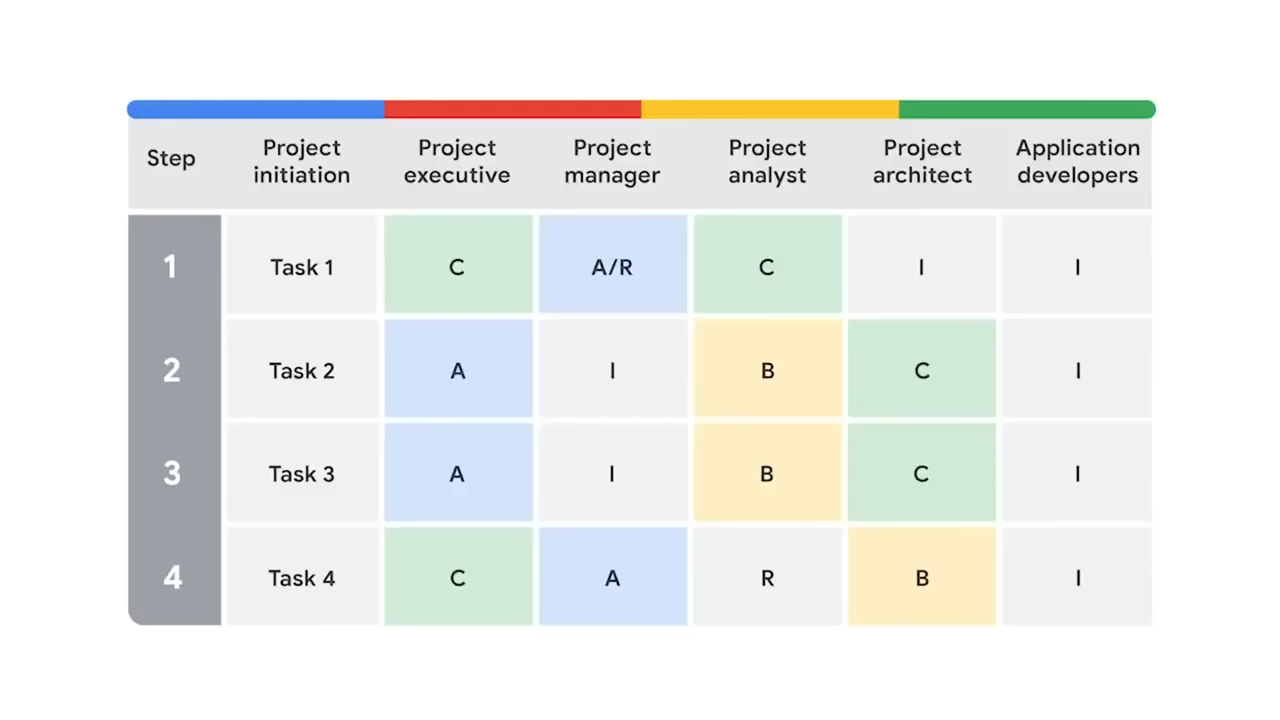 Step Project initiation Project executive Project manager Project analyst Project architect Application developers
1 Task 1 C A/R C I I
2 Task 2 A I B C I
3 Task 3 A I B C I
4 Task 4 C A R B I